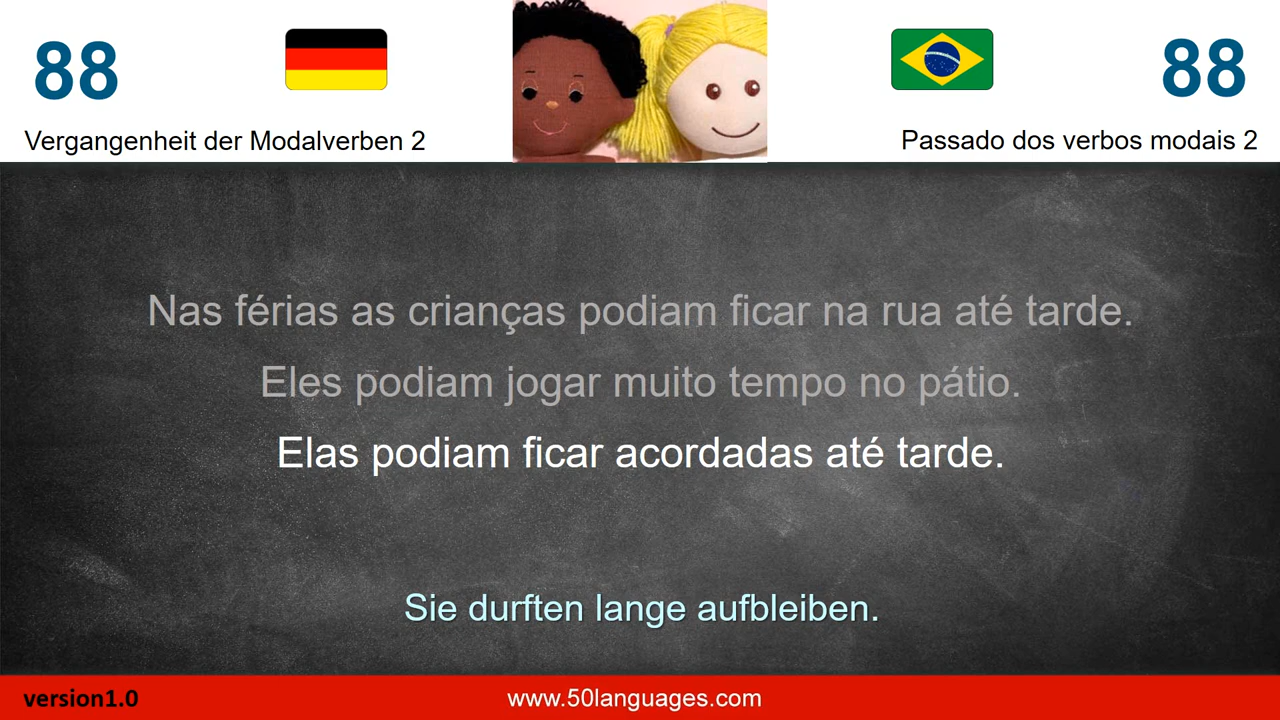 88
88
Vergangenheit der Modalverben 2
Passado dos verbos modais 2
Nas férias as crianças podiam ficar na rua até tarde.
Eles podiam jogar muito tempo no pátio.
Elas podiam ficar acordadas até tarde.
Sie durften lange aufbleiben.
version1.0
www.50languages.com